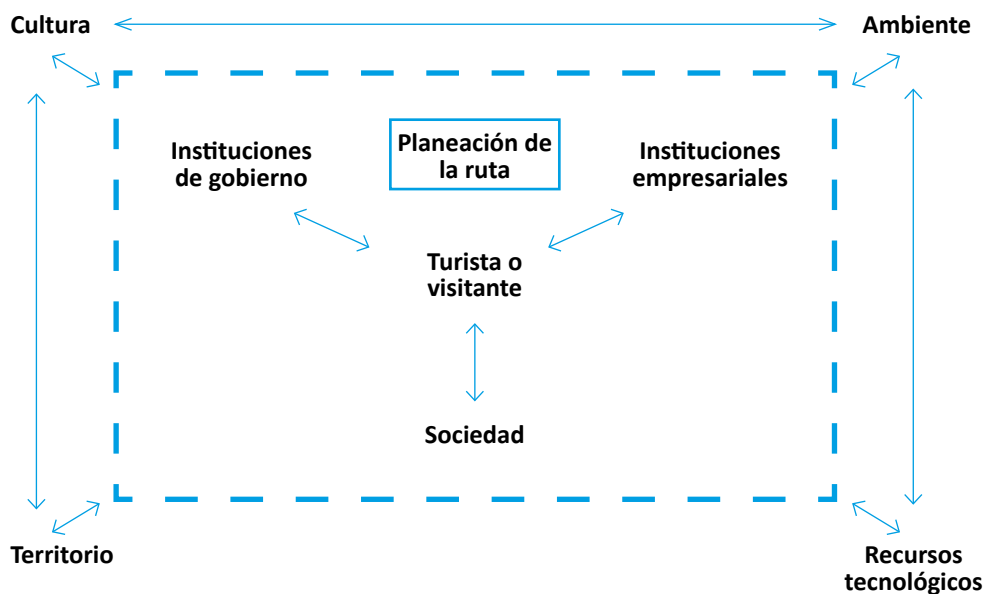 Cultura
Ambiente
Instituciones
de gobierno
Planeación de
la ruta
Instituciones
empresariales
Turista o
visitante
Sociedad
Territorio
Recursos
tecnológicos